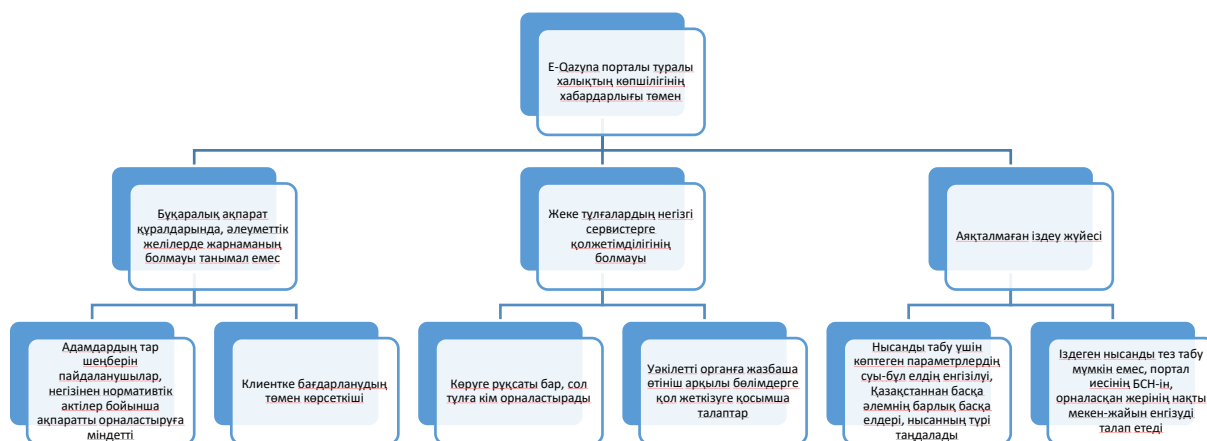 E-Qazyna порталы туралы
халықтың көпшілігінің
хабардарлығы төмен
Бұқаралық ақпарат
құралдарында, әлеуметтік
желілерде жарнаманың
болмауы танымал емес
Жеке тұлғалардың негізгі
сервистерге
қолжетімділігінің
болмауы
Аяқталмаған іздеу жүйесі
Адамдардың тар
шеңберін
пайдаланушылар,
негізінен нормативтік
актілер бойынша
ақпаратты орналастыруға
міндетті
Клиентке бағдарланудың
төмен көрсеткіші
Көруге рұқсаты бар, сол
тұлға кім орналастырады
Уәкілетті органға жазбаша
өтініш арқылы бөлімдерге
қол жеткізуге қосымша
талаптар
Нысанды табу үшін
көптеген параметрлердің
суы-бұл елдің енгізілуі,
Қазақстаннан басқа
әлемнің барлық басқа
елдері, нысанның түрі
таңдалады
Іздеген нысанды тез табу
мүмкін емес, портал
иесінің БСН-ін,
орналасқан жерінің нақты
мекен-жайын енгізуді
талап етеді